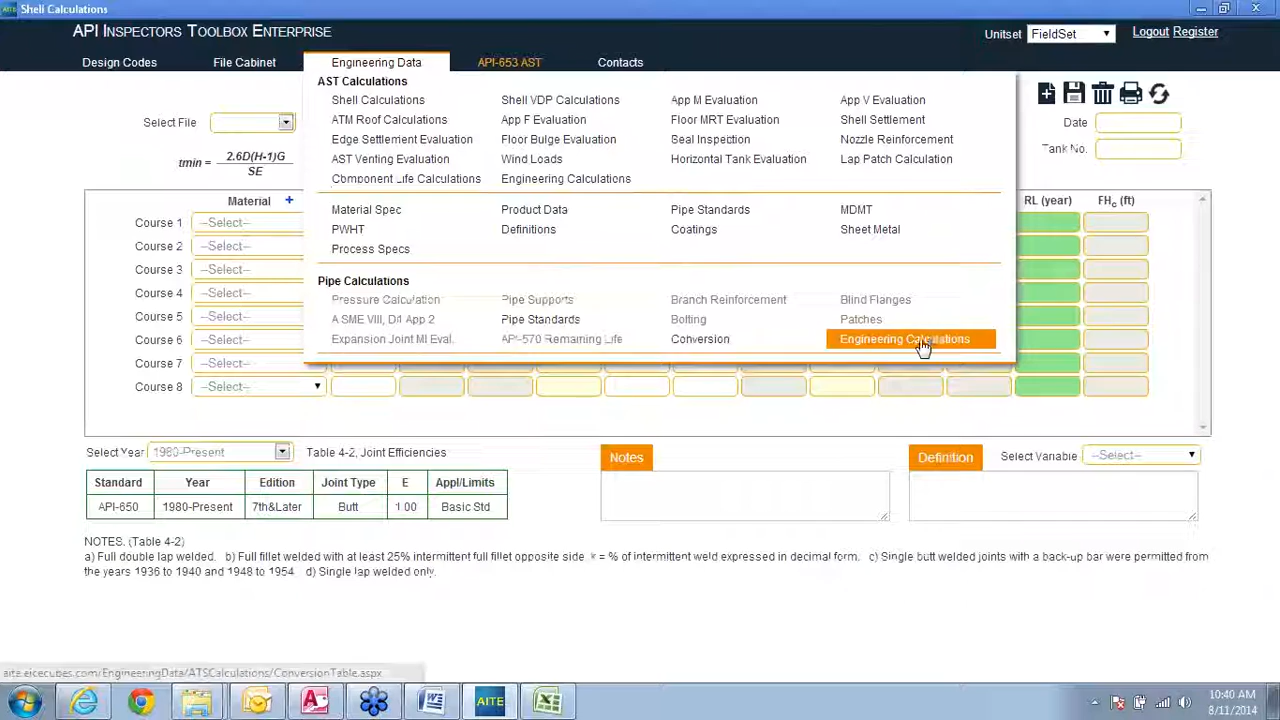 Shell Calculations
API INSPECTORS TOOLBOX ENTERPRISE
Unitset FieldSet Logout Register
Design Codes File Cabinet Engineering Data API-653 AST Contacts
AST Calculations
Shell Calculations Shell VDP Calculations App M Evaluation App V Evaluation
ATM Roof Calculations App F Evaluation Floor MRT Evaluation Shell Settlement
Edge Settlement Evaluation Floor Bulge Evaluation Seal Inspection Nozzle Reinforcement
AST Venting Evaluation Wind Loads Horizontal Tank Evaluation Lap Patch Calculation
Component Life Calculations Engineering Calculations
Material Spec Product Data Pipe Standards MDMT
PWHT Definitions Coatings Sheet Metal
Process Specs
Pipe Calculations
Pressure Calculation Pipe Supports Branch Reinforcement Blind Flanges
A SME VIII, D4 App 2 Pipe Standards Bolting Patches
Expansion Joint MI Eval. API-570 Remaining Life Conversion Engineering Calculations
Select File
Date
Tank No.
tmin = 2.6D(H-1)G
SE
Material + RL (year) FHc (ft)
Course 1 --Select--
Course 2 --Select--
Course 3 --Select--
Course 4 --Select--
Course 5 --Select--
Course 6 --Select--
Course 7 --Select--
Course 8 --Select--
Select Year 1980-Present Table 4-2, Joint Efficiencies
Notes
Definition Select Variable --Select--
Standard Year Edition Joint Type E Appl/Limits
API-650 1980-Present 7th&Later Butt 1.00 Basic Std
NOTES. (Table 4-2)
a) Full double lap welded. b) Full fillet welded with at least 25% intermittent full fillet opposite side. k = % of intermittent weld expressed in decimal form. c) Single butt welded joints with a back-up bar were permitted from
the years 1936 to 1940 and 1948 to 1954 d) Single lap welded only.
aite.eicecubes.com/EngineeringData/ATSCalculations/ConversionTable.aspx
AITE
10:40 AM
8/11/2014